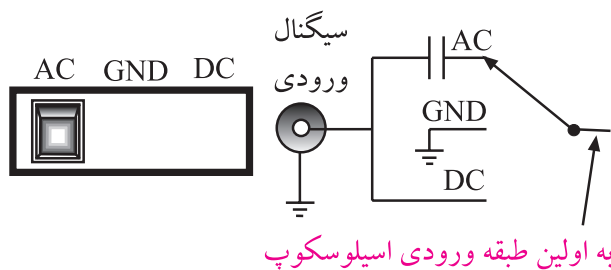 AC GND DC
سیگنال
ورودی
AC
GND
DC
به اولین طبقه ورودی اسیلوسکوپ